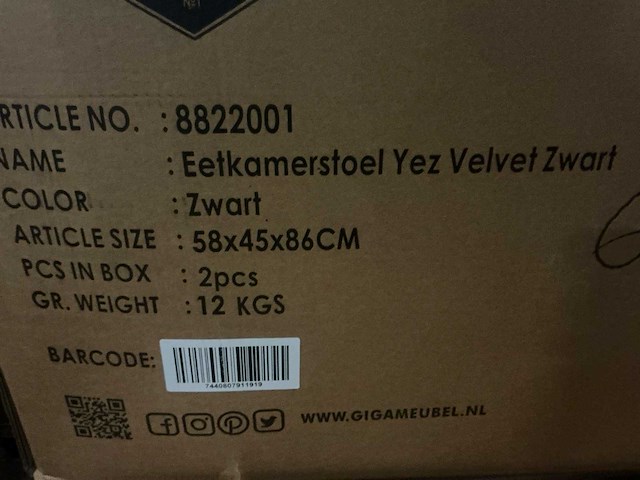 RTICLE NO. : 8822001
NAME : Eetkamerstoel Yez Velvet Zwart
COLOR : Zwart
ARTICLE SIZE : 58x45x86CM
PCS IN BOX : 2pcs
GR. WEIGHT : 12 KGS
BARCODE:
7440807911919
WWW.GIGAMEUBEL.NL